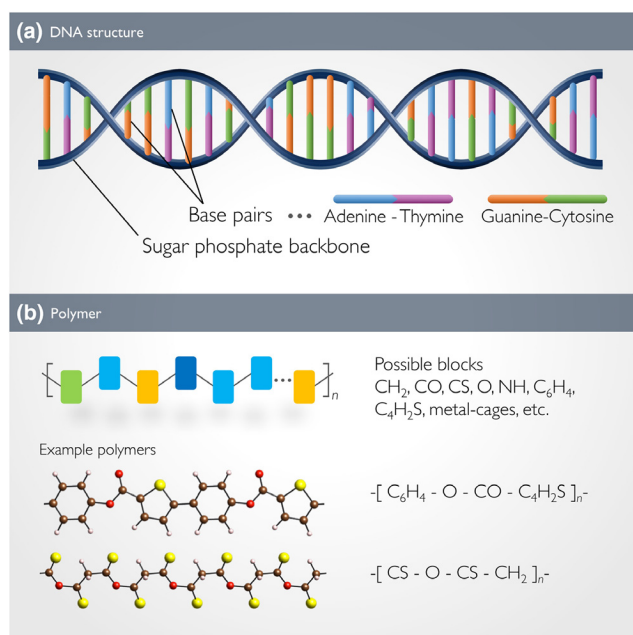 (a) DNA structure
Base pairs ••• Adenine - Thymine Guanine-Cytosine
Sugar phosphate backbone
(b) Polymer
[ ... ]n
Possible blocks
CH₂, CO, CS, O, NH, C₆H₄,
C₄H₂S, metal-cages, etc.
Example polymers
-[ C₆H₄ - O - CO - C₄H₂S ]n-
-[ CS - O - CS - CH₂ ]n-